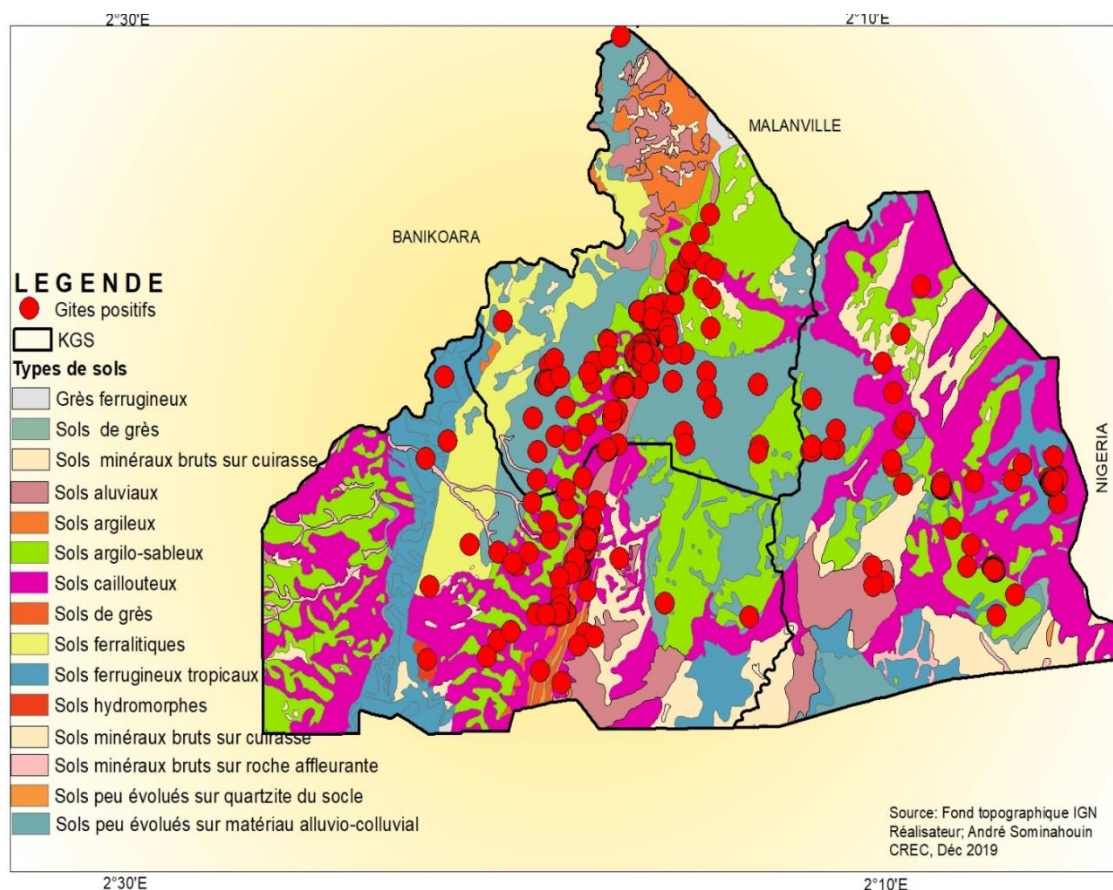 2°30'E
2°10'E
MALANVILLE
BANIKOARA
NIGERIA
LEGENDE
Gites positifs
KGS
Types de sols
Grès ferrugineux
Sols de grès
Sols minéraux bruts sur cuirasse
Sols aluviaux
Sols argileux
Sols argilo-sableux
Sols caillouteux
Sols de grès
Sols ferralitiques
Sols ferrugineux tropicaux
Sols hydromorphes
Sols minéraux bruts sur cuirasse
Sols minéraux bruts sur roche affleurante
Sols peu évolués sur quartzite du socle
Sols peu évolués sur matériau alluvio-colluvial
Source: Fond topographique IGN
Réalisateur; André Sominahouin
CREC, Déc 2019
2°30'E
2°10'E